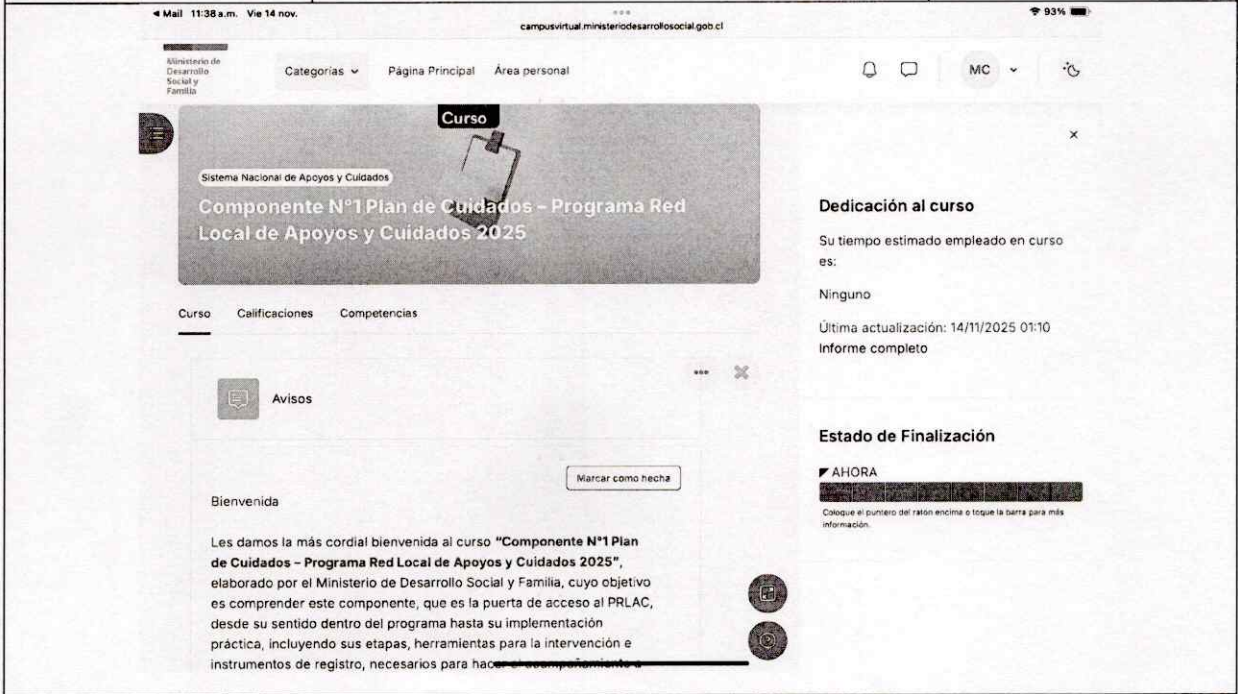 ◀ Mail 11:38 a.m. Vie 14 nov.
campusvirtual.ministeriodesarrollosocial.gob.cl
93%
Ministerio de
Desarrollo
Social y
Familia
Categorías
Página Principal
Área personal
MC
Curso
Sistema Nacional de Apoyos y Cuidados
Componente N°1 Plan de Cuidados – Programa Red
Local de Apoyos y Cuidados 2025
Curso
Calificaciones
Competencias
Avisos
Marcar como hecha
Bienvenida
Les damos la más cordial bienvenida al curso "Componente N°1 Plan
de Cuidados – Programa Red Local de Apoyos y Cuidados 2025",
elaborado por el Ministerio de Desarrollo Social y Familia, cuyo objetivo
es comprender este componente, que es la puerta de acceso al PRLAC,
desde su sentido dentro del programa hasta su implementación
práctica, incluyendo sus etapas, herramientas para la intervención e
instrumentos de registro, necesarios para hacer el acompañamiento a
Dedicación al curso
Su tiempo estimado empleado en curso
es:
Ninguno
Última actualización: 14/11/2025 01:10
Informe completo
Estado de Finalización
AHORA
Coloque el puntero del ratón encima o toque la barra para más
información.